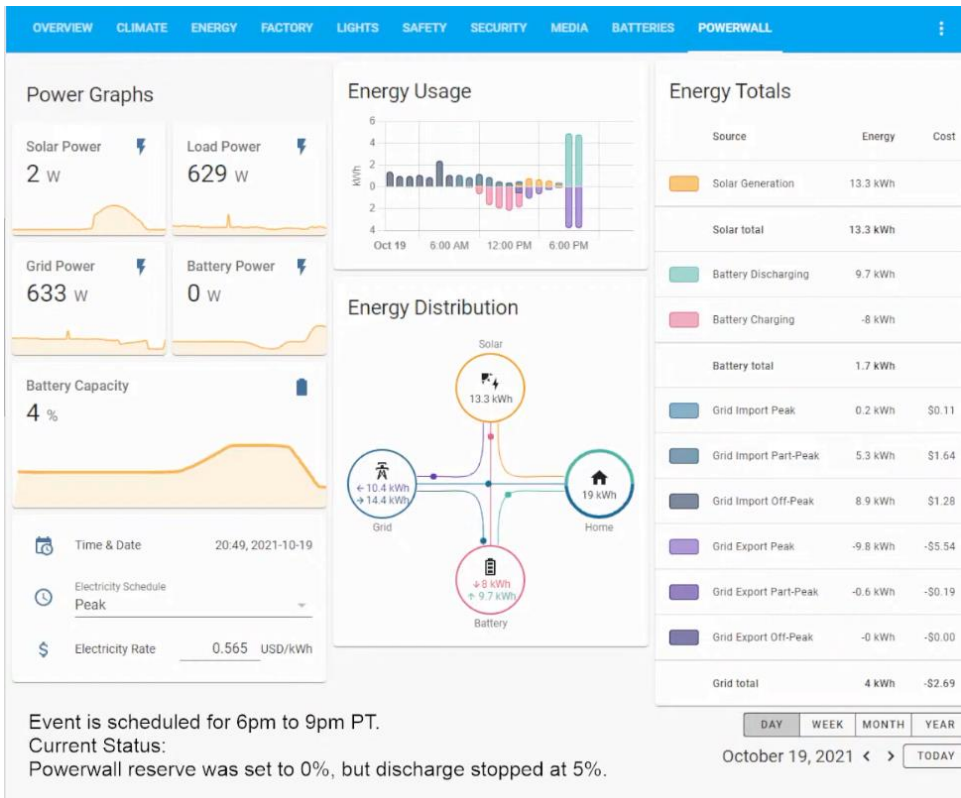 OVERVIEW CLIMATE ENERGY FACTORY LIGHTS SAFETY SECURITY MEDIA BATTERIES POWERWALL
Power Graphs
Solar Power
2 W
Load Power
629 W
Grid Power
633 W
Battery Power
0 W
Battery Capacity
4 %
Time & Date 20:49, 2021-10-19
Electricity Schedule
Peak
$ Electricity Rate 0.565 USD/kWh
Energy Usage
kWh
6
4
2
0
2
4
Oct 19 6:00 AM 12:00 PM 6:00 PM
Energy Distribution
Solar
13.3 kWh
← 10.4 kWh
→ 14.4 kWh
Grid
19 kWh
Home
↓ 8 kWh
↑ 9.7 kWh
Battery
Energy Totals
Source Energy Cost
Solar Generation 13.3 kWh
Solar total 13.3 kWh
Battery Discharging 9.7 kWh
Battery Charging -8 kWh
Battery total 1.7 kWh
Grid Import Peak 0.2 kWh $0.11
Grid Import Part-Peak 5.3 kWh $1.64
Grid Import Off-Peak 8.9 kWh $1.28
Grid Export Peak -9.8 kWh -$5.54
Grid Export Part-Peak -0.6 kWh -$0.19
Grid Export Off-Peak -0 kWh -$0.00
Grid total 4 kWh -$2.69
DAY WEEK MONTH YEAR
October 19, 2021 < > TODAY
Event is scheduled for 6pm to 9pm PT.
Current Status:
Powerwall reserve was set to 0%, but discharge stopped at 5%.